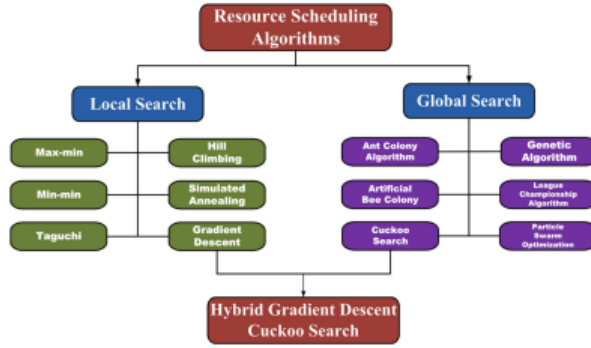 Resource Scheduling
Algorithms
Local Search
Global Search
Max-min
Hill
Climbing
Ant Colony
Algorithm
Genetic
Algorithm
Min-min
Simulated
Annealing
Artificial
Bee Colony
League
Championship
Algorithm
Taguchi
Gradient
Descent
Cuckoo
Search
Particle
Swarm
Optimization
Hybrid Gradient Descent
Cuckoo Search